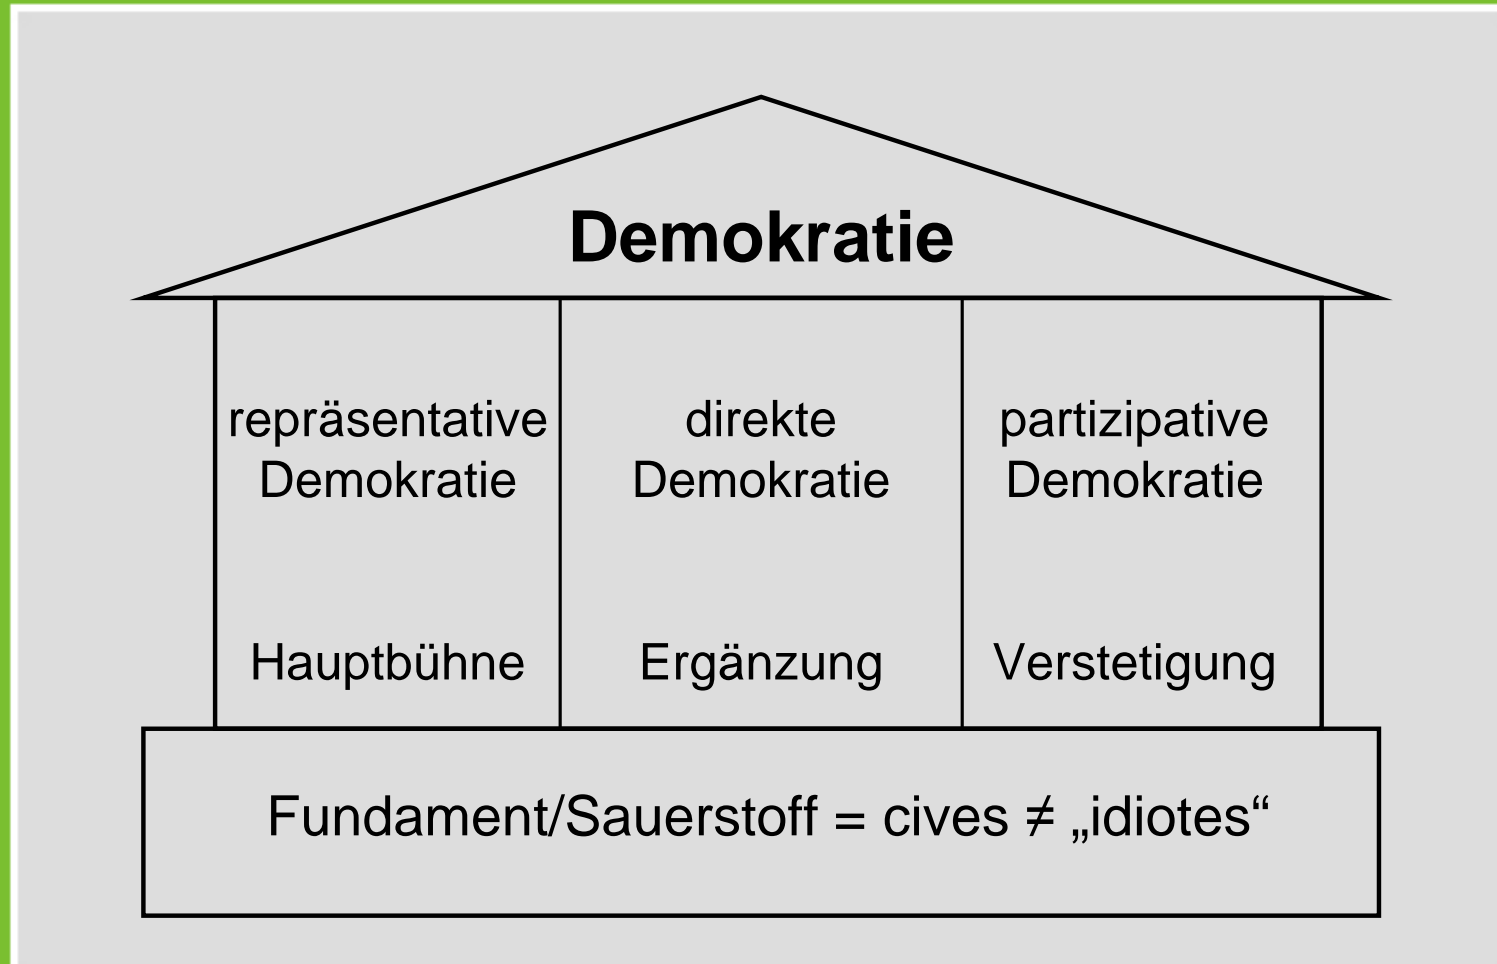 Demokratie
repräsentative
Demokratie
Hauptbühne
direkte
Demokratie
Ergänzung
partizipative
Demokratie
Verstetigung
Fundament/Sauerstoff = cives ≠ „idiotes“